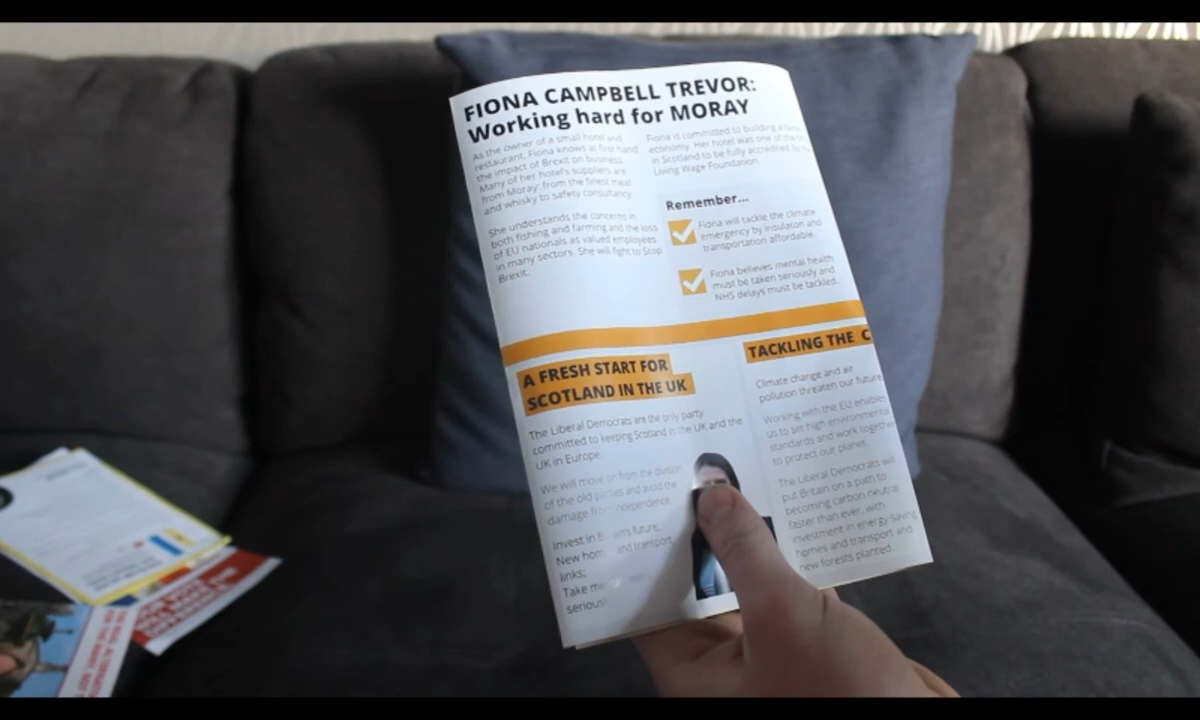 FIONA CAMPBELL TREVOR:
Working hard for MORAY
As the owner of a small hotel and
restaurant, Fiona knows at first hand
the impact of Brexit on business.
Many of her hotel's suppliers are
from Moray: from the finest meat
and whisky to safety consultancy.
She understands the concerns in
both fishing and farming and the loss
of EU nationals as valued employees
in many sectors. She will fight to Stop
Brexit.
Fiona is committed to building a
economy. Her hotel was one of the
in Scotland to be fully accredited by
Living Wage Foundation.
Remember...
Fiona will tackle the climate
emergency by insulaton and
transportation affordable.
Fiona believes mental health
must be taken seriously and
NHS delays must be tackled.
A FRESH START FOR
SCOTLAND IN THE UK
The Liberal Democrats are the only party
committed to keeping Scotland in the UK and the
UK in Europe.
We will move on from the division
of the old parties and avoid the
damage from independence
Invest in future;
New and transport
links;
Take
TACKLING THE C
Climate change and air
pollution threaten our future
Working with the EU enables
us to set high environmental
standards and work together
to protect our planet.
The Liberal Democrats will
put Britain on a path to
becoming carbon neutral
faster than ever, with
investment in energy-saving
homes and transport and
new forests planted.